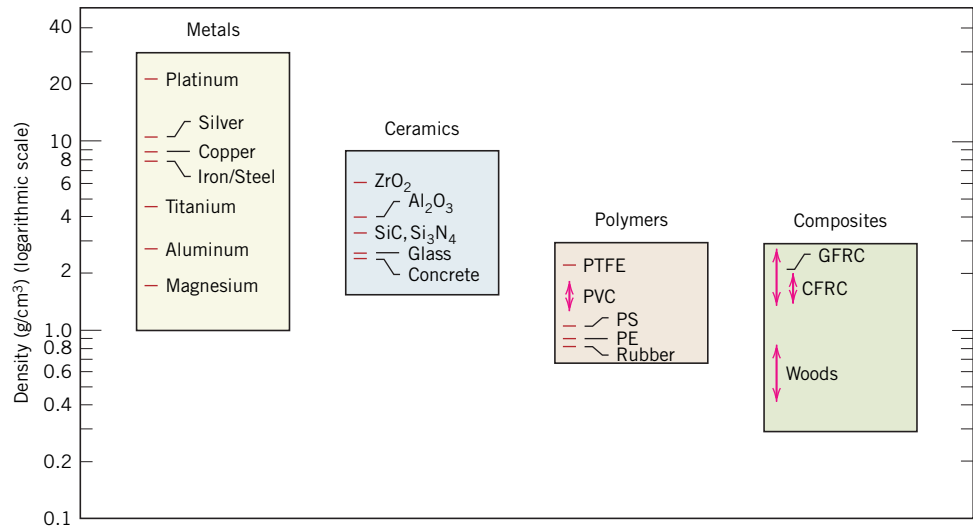 Density (g/cm³) (logarithmic scale)
40
20
10
8
6
4
2
1.0
0.8
0.6
0.4
0.2
0.1
Metals
Platinum
Silver
Copper
Iron/Steel
Titanium
Aluminum
Magnesium
Ceramics
ZrO₂
Al₂O₃
SiC, Si₃N₄
Glass
Concrete
Polymers
PTFE
PVC
PS
PE
Rubber
Composites
GFRC
CFRC
Woods